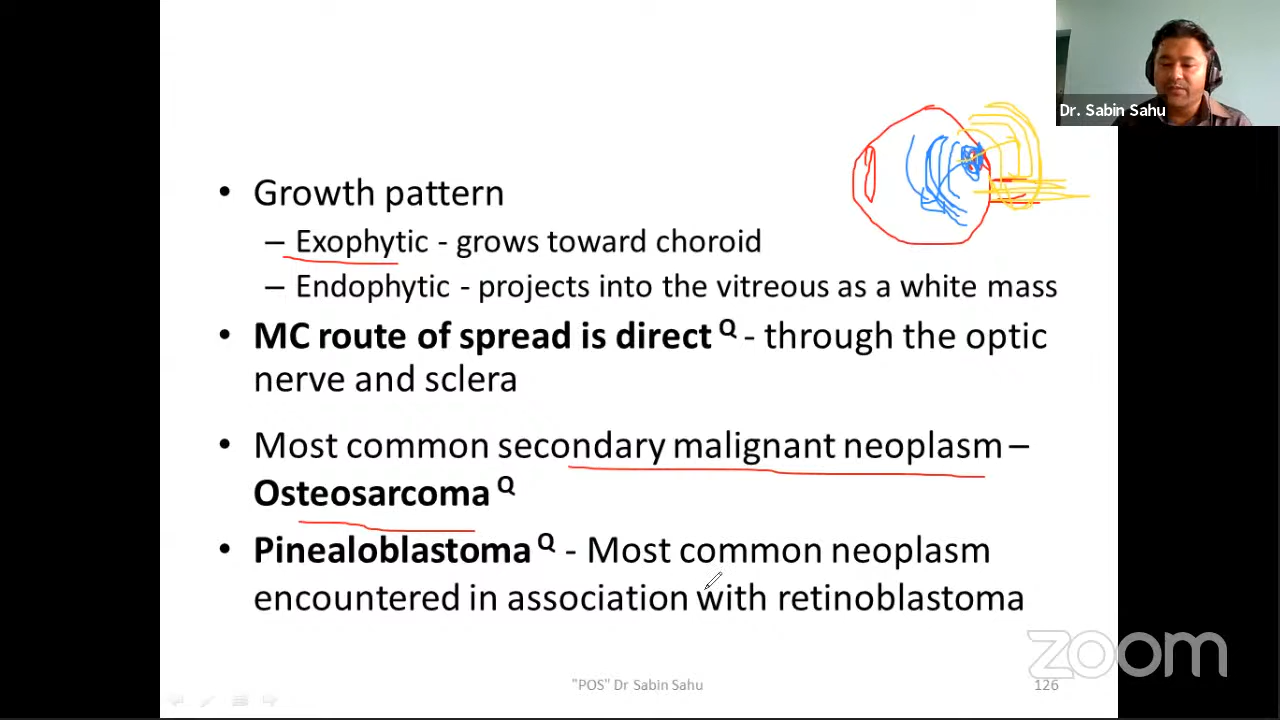 Dr. Sabin Sahu
• Growth pattern
– Exophytic - grows toward choroid
– Endophytic - projects into the vitreous as a white mass
• MC route of spread is direct Q - through the optic
nerve and sclera
• Most common secondary malignant neoplasm –
Osteosarcoma Q
• Pinealoblastoma Q - Most common neoplasm
encountered in association with retinoblastoma
zoom
"POS" Dr Sabin Sahu
126